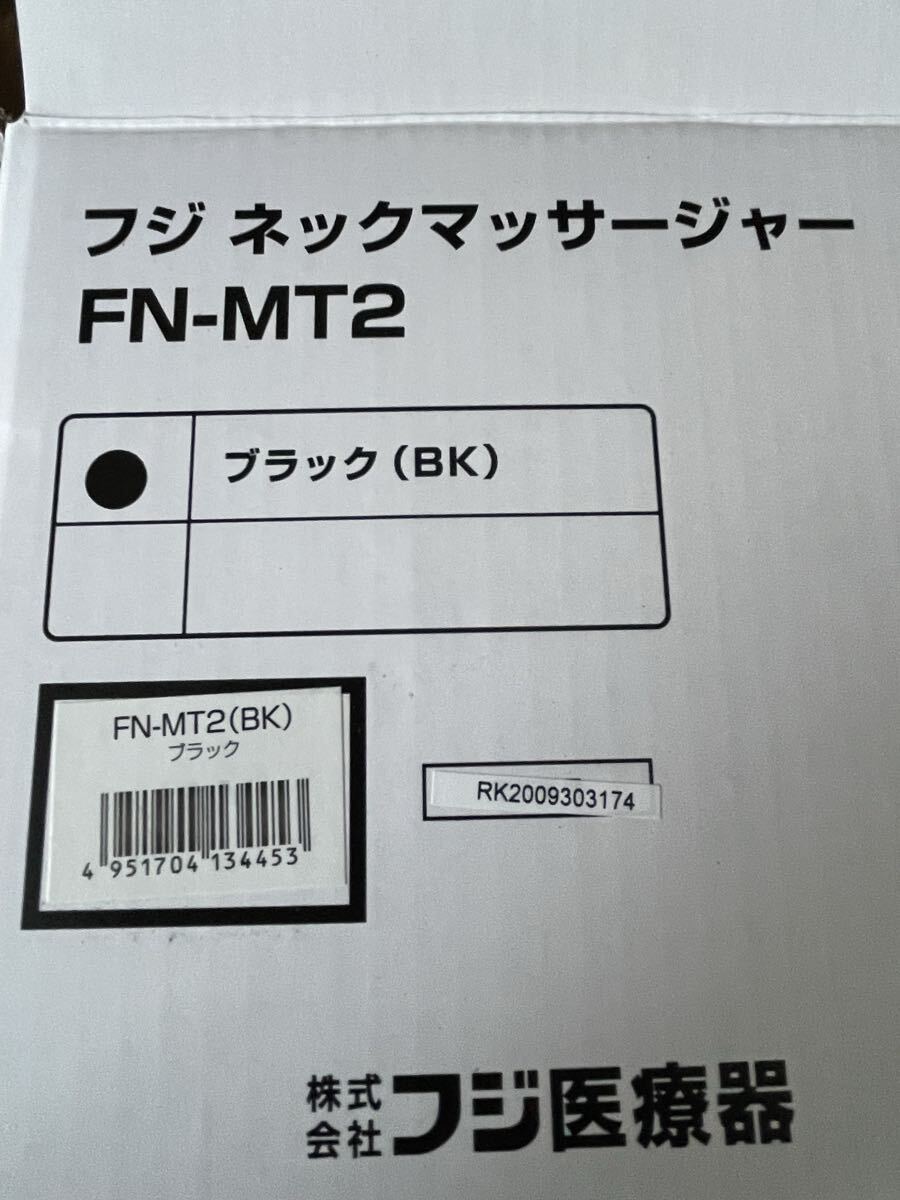 フジ ネックマッサージャー
FN-MT2
ブラック（BK）
FN-MT2(BK)
ブラック
4 951704 134453
RK2009303174
株式会社フジ医療器